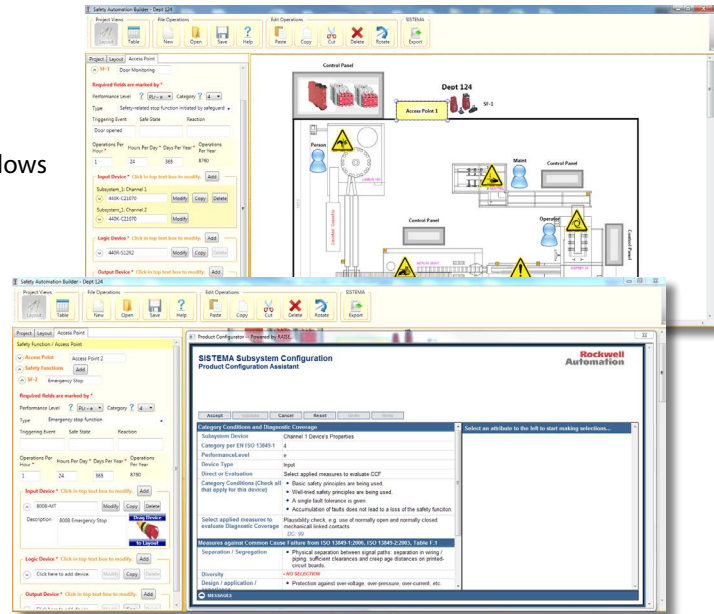 lows
Safety Automation Builder - Dept 124
Project Views File Operations Edit Operations SISTEMA
Layout Table New Open Save Help Paste Copy Cut Delete Rotate Export
Project Layout Access Point
SF-1 Door Monitoring
Required fields are marked by *
Performance Level ? PLr - e Category ? 4
Type Safety-related stop function initiated by safeguard
Triggering Event Safe State Reaction
Door opened
Operations Per Hour * Hours Per Day * Days Per Year * Operations Per Year
1 24 365 8760
Input Device * Click in top text box to modify. Add
Subsystem_1: Channel 1
440K-C21070 Modify Copy Delete
Subsystem_1: Channel 2
440K-C21070 Modify
Logic Device * Click in top text box to modify. Add
440R-S12R2 Modify Copy Delete
Output Device * Click in top text box to modify. Add
Control Panel
Dept 124
Access Point 1
SF-1
Person
Maint
Control Panel
Control Panel
Operator
Control Panel
Safety Automation Builder - Dept 124
Project Views File Operations Edit Operations SISTEMA
Layout Table New Open Save Help Paste Copy Cut Delete Rotate Export
Project Layout Access Point
Safety Function / Access Point
Access Point Access Point 2
Safety Functions Add
SF-2 Emergency Stop
Required fields are marked by *
Performance Level ? PLr - e Category ? 4
Type Emergency stop function
Triggering Event Safe State Reaction
Operations Per Hour * Hours Per Day * Days Per Year * Operations Per Year
1 24 365 8760
Input Device * Click in top text box to modify. Add
800B-MT Modify Copy Delete
Description 800B Emergency Stop
Drag Device
to Layout
Logic Device * Click in top text box to modify. Add
Click here to add device Modify Copy Delete
Output Device * Click in top text box to modify. Add
Product Configurator -- Powered by RAISE
SISTEMA Subsystem Configuration
Product Configuration Assistant
Rockwell
Automation
Accept Validate Cancel Reset Undo Redo
Category Conditions and Diagnostic Coverage
Subsystem Device Channel 1 Device's Properties
Category per EN ISO 13849-1 4
PerformanceLevel e
Device Type Input
Direct or Evaluation Select applied measures to evaluate CCF
Category Conditions (Check all that apply for this device)
• Basic safety principles are being used.
• Well-tried safety principles are being used.
• A single fault tolerance is given.
• Accumulation of faults does not lead to a loss of the safety funciton.
Select applied measures to evaluate Diagnostic Coverage
Plausibility check, e.g. use of normally open and normally closed mechanical linked contacts
DC: 99
Measures against Common Cause Failure from ISO 13849-1:2006, ISO 13849-2:2003, Table F.1
Separation / Segregation
• Physical separation between signal paths: separation in wiring / piping, sufficient clearances and creep age distances on printed-circuit boards.
Diversity • NO SELECTION
Design / application /
• Protection against over-voltage, over-pressure, over-current, etc.
MESSAGES
Select an attribute to the left to start making selections...